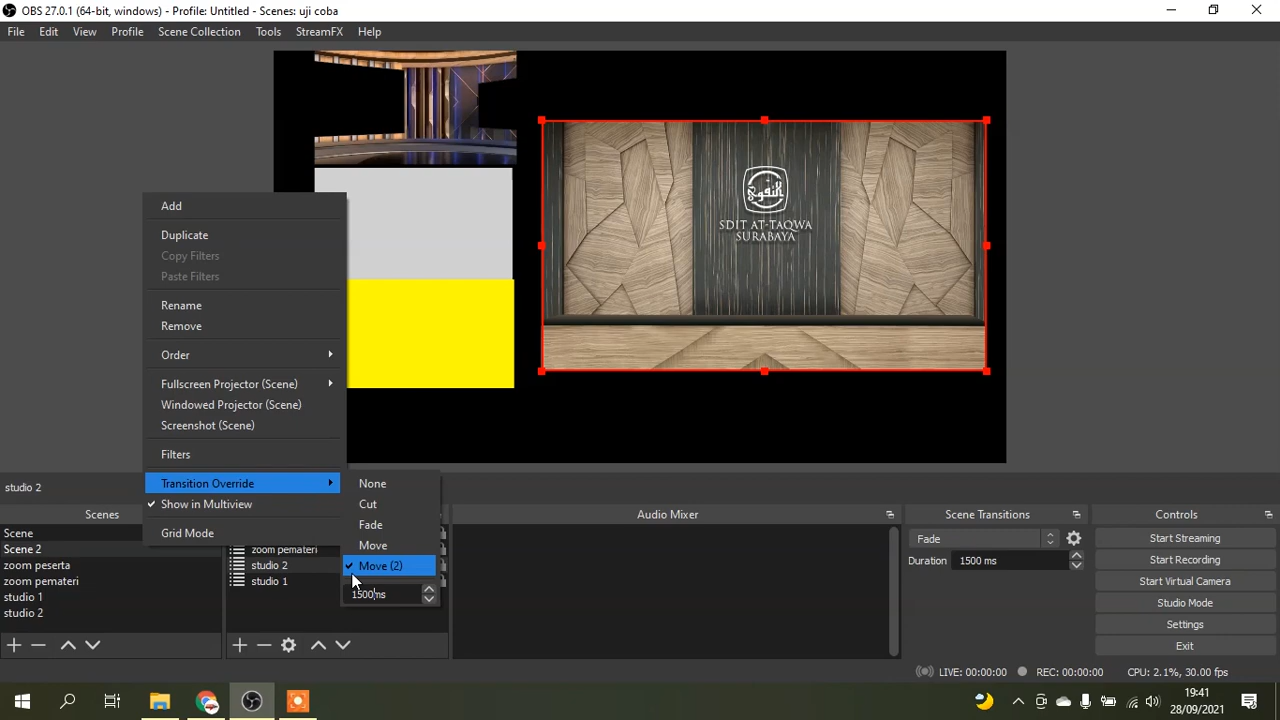 OBS 27.0.1 (64-bit, windows) - Profile: Untitled - Scenes: uji coba
File Edit View Profile Scene Collection Tools StreamFX Help
SDIT AT-TAQWA
SURABAYA
Add
Duplicate
Copy Filters
Paste Filters
Rename
Remove
Order
Fullscreen Projector (Scene)
Windowed Projector (Scene)
Screenshot (Scene)
Filters
Transition Override
Show in Multiview
Grid Mode
None
Cut
Fade
Move
Move (2)
1500ms
studio 2
Scenes
Scene
Scene 2
zoom peserta
zoom pemateri
studio 1
studio 2
zoom pemateri
studio 2
studio 1
Audio Mixer
Scene Transitions
Fade
Duration 1500 ms
Controls
Start Streaming
Start Recording
Start Virtual Camera
Studio Mode
Settings
Exit
LIVE: 00:00:00 REC: 00:00:00 CPU: 2.1%, 30.00 fps
19:41
28/09/2021